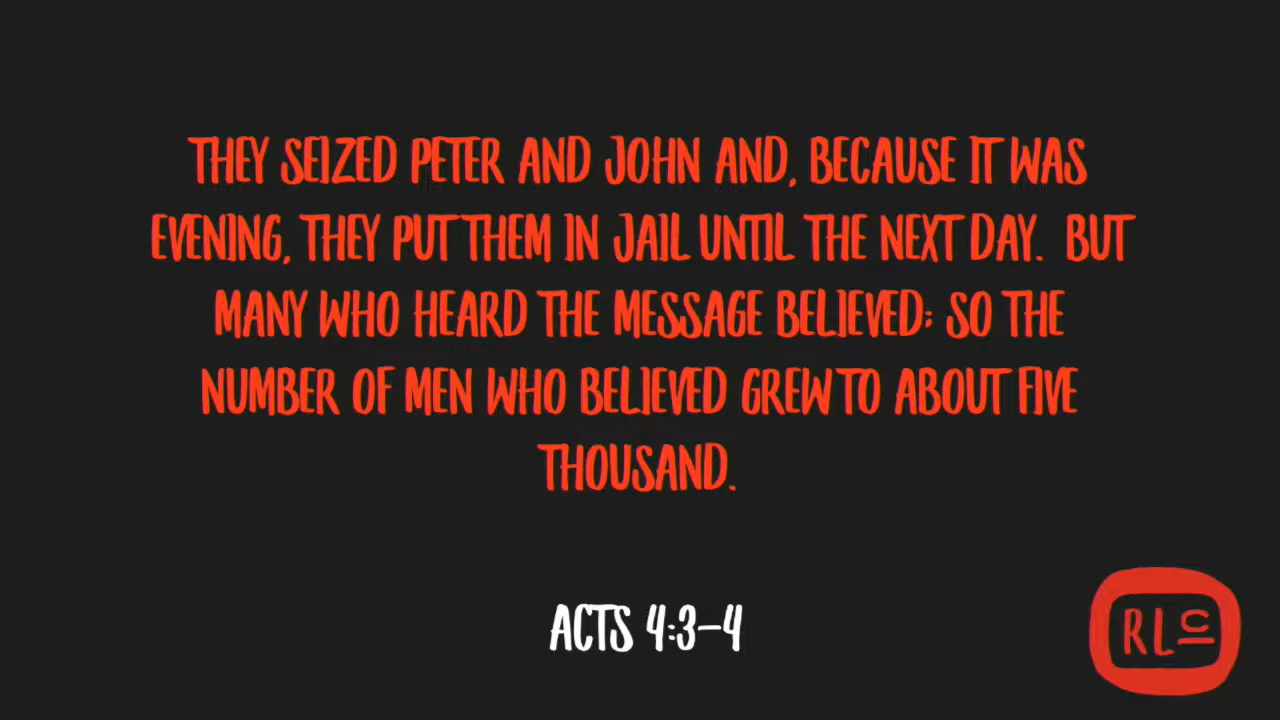 THEY SEIZED PETER AND JOHN AND, BECAUSE IT WAS
EVENING, THEY PUT THEM IN JAIL UNTIL THE NEXT DAY.  BUT
MANY WHO HEARD THE MESSAGE BELIEVED; SO THE
NUMBER OF MEN WHO BELIEVED GREW TO ABOUT FIVE
THOUSAND.
ACTS 4:3–4
RLC